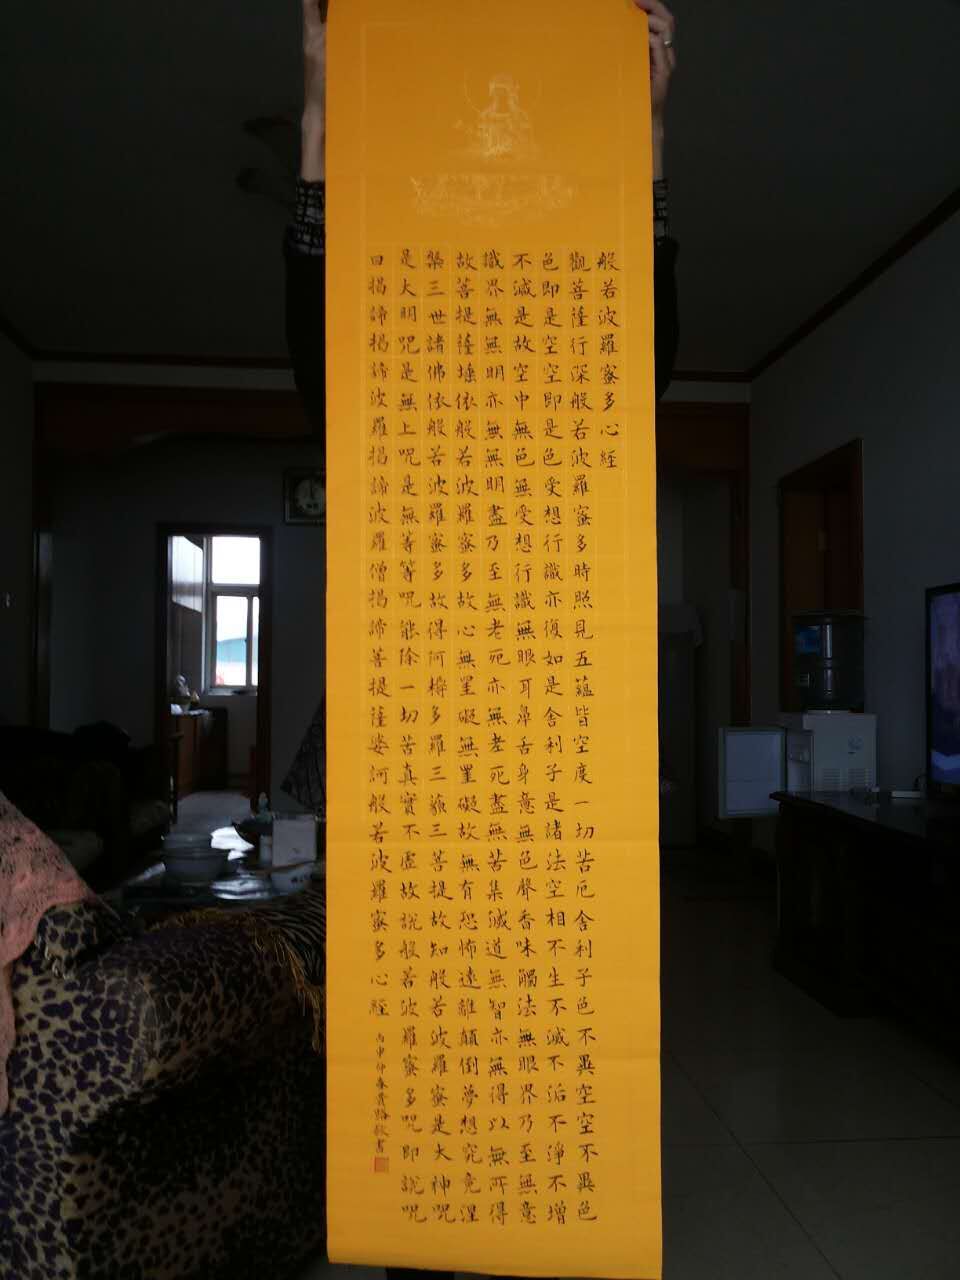 般若波羅蜜多心經
觀菩薩行深般若波羅蜜多時照見五蘊皆空度一切苦厄舍利子色不異空空不異色
色即是空空即是色受想行識亦復如是舍利子是諸法空相不生不滅不垢不淨不增
不減是故空中無色無受想行識無眼耳鼻舌身意無色聲香味觸法無眼界乃至無意
識界無無明亦無無明盡乃至無老死亦無老死盡無苦集滅道無智亦無得以無所得
故菩提薩埵依般若波羅蜜多故心無罣礙無罣礙故無有恐怖遠離顛倒夢想究竟涅
槃三世諸佛依般若波羅蜜多故得阿耨多羅三藐三菩提故知般若波羅蜜是大神咒
是大明咒是無上咒是無等等咒能除一切苦真實不虛故說般若波羅蜜多咒即說咒
曰揭諦揭諦波羅揭諦波羅僧揭諦菩提薩婆訶般若波羅蜜多心經
丙申仲春敬書